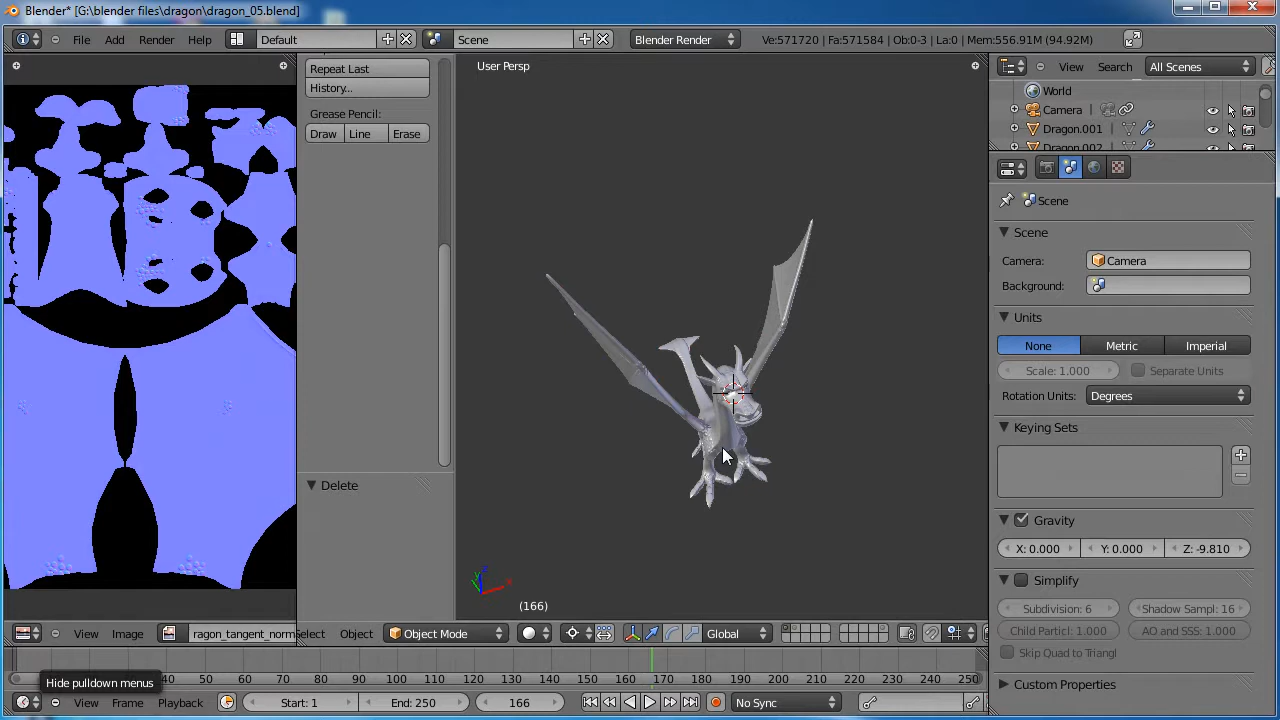 Blender* [G:\blender files\dragon\dragon_05.blend]
File Add Render Help Default Scene Blender Render Ve:571720 | Fa:571584 | Ob:0-3 | La:0 | Mem:556.91M (94.92M)
Repeat Last
History...
Grease Pencil:
Draw Line Erase
Delete
User Persp
(166)
View Search All Scenes
World
Camera
Dragon.001
Dragon.002
Scene
Scene
Camera: Camera
Background:
Units
None Metric Imperial
Scale: 1.000 Separate Units
Rotation Units: Degrees
Keying Sets
Gravity
X: 0.000 Y: 0.000 Z: -9.810
Simplify
Subdivision: 6 Shadow Sampl: 16
Child Particl: 1.000 AO and SSS: 1.000
Skip Quad to Triangl
Custom Properties
View Image ragon_tangent_norm Select Object Object Mode Global
Hide pulldown menus
40 50 60 70 80 90 100 110 120 130 140 150 160 170 180 190 200 210 220 230 240 250
View Frame Playback Start: 1 End: 250 166 No Sync